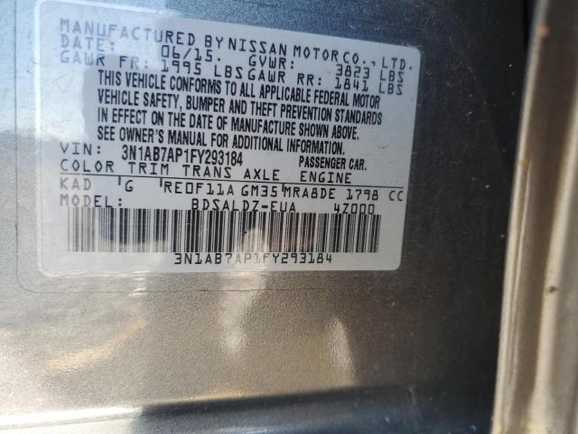 MANUFACTURED BY NISSAN MOTOR CO., LTD.
DATE: 06/15. GVWR: 3823 LBS
GAWR FR: 1995 LBS GAWR RR: 1841 LBS
THIS VEHICLE CONFORMS TO ALL APPLICABLE FEDERAL MOTOR
VEHICLE SAFETY, BUMPER AND THEFT PREVENTION STANDARDS
IN EFFECT ON THE DATE OF MANUFACTURE SHOWN ABOVE.
SEE OWNER'S MANUAL FOR ADDITIONAL INFORMATION.
VIN: 3N1AB7AP1FY293184 PASSENGER CAR.
COLOR TRIM TRANS AXLE ENGINE
KAD G RE0F11A GM35 MRA8DE 1798 CC
MODEL: BDSALDZ-EUA 4Z000
3N1AB7AP1FY293184